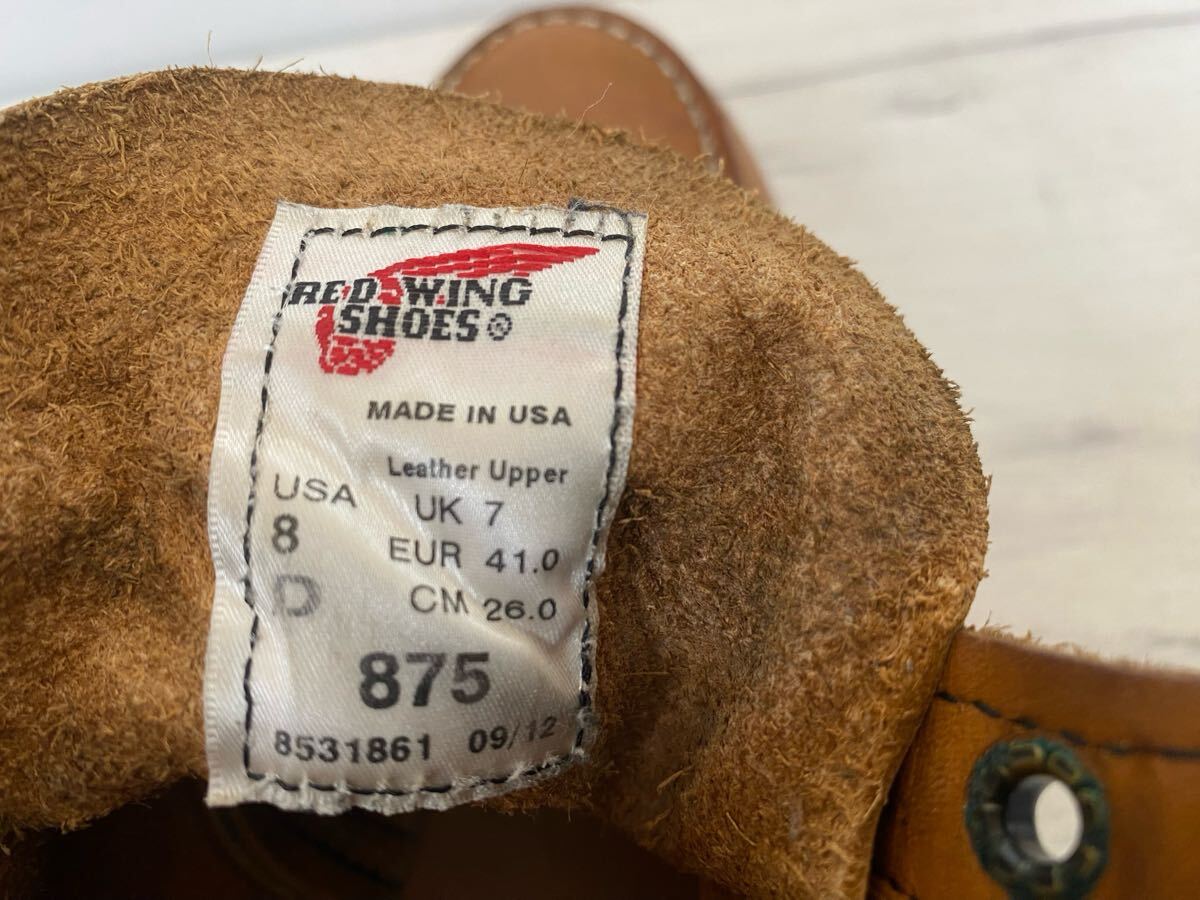 RED WING
SHOES®
MADE IN USA
Leather Upper
USA
8
D
UK 7
EUR 41.0
CM 26.0
875
8531861 09/12